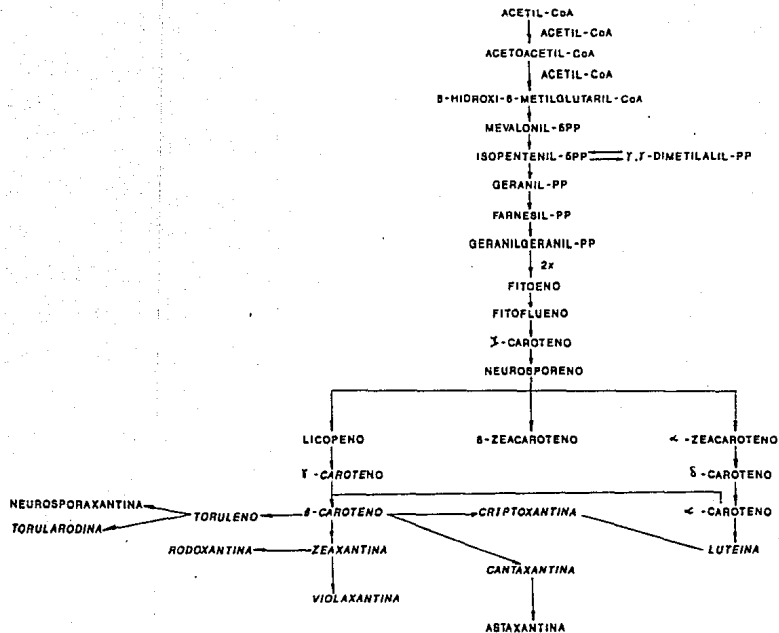 ACETIL-CoA
ACETIL-CoA
ACETOACETIL-CoA
ACETIL-CoA
β-HIDROXI-β-METILGLUTARIL-CoA
MEVALONIL-5PP
ISOPENTENIL-5PP γ,γ-DIMETILALIL-PP
GERANIL-PP
FARNESIL-PP
GERANILGERANIL-PP
2x
FITOENO
FITOFLUENO
ζ-CAROTENO
NEUROSPORENO
LICOPENO β-ZEACAROTENO α-ZEACAROTENO
γ-CAROTENO δ-CAROTENO
NEUROSPORAXANTINA TORULENO β-CAROTENO CRIPTOXANTINA α-CAROTENO
TORULARODINA
RODOXANTINA ZEAXANTINA LUTEINA
CANTAXANTINA
VIOLAXANTINA
ASTAXANTINA